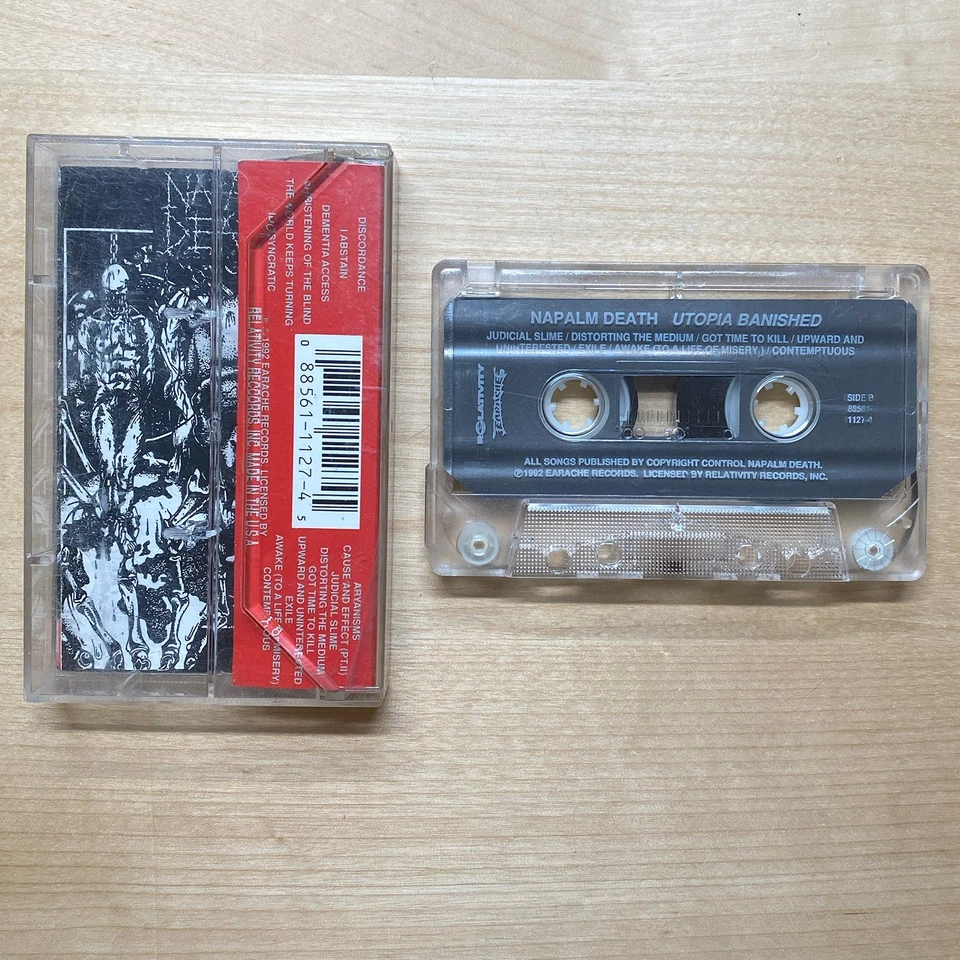 DISCORDANCE
I ABSTAIN
DEMENTIA ACCESS
CHRISTENING OF THE BLIND
THE WORLD KEEPS TURNING
IDIOSYNCRATIC
ARYANISMS
CAUSE AND EFFECT (PT.II)
JUDICIAL SLIME
DISTORTING THE MEDIUM
GOT TIME TO KILL
UPWARD AND UNINTERESTED
EXILE
AWAKE (TO A LIFE OF MISERY)
CONTEMPTUOUS
0 88561-1127-4 5
1992 EARACHE RECORDS, LICENSED BY
RELATIVITY RECORDS, INC. MADE IN THE U.S.A.
NAPALM DEATH UTOPIA BANISHED
JUDICIAL SLIME / DISTORTING THE MEDIUM / GOT TIME TO KILL / UPWARD AND
UNINTERESTED / EXILE / AWAKE (TO A LIFE OF MISERY ) / CONTEMPTUOUS
EARACHE
RELATIVITY
SIDE B
88561-
1127-4
ALL SONGS PUBLISHED BY COPYRIGHT CONTROL NAPALM DEATH.
Ⓟ1992 EARACHE RECORDS. LICENSED BY RELATIVITY RECORDS, INC.